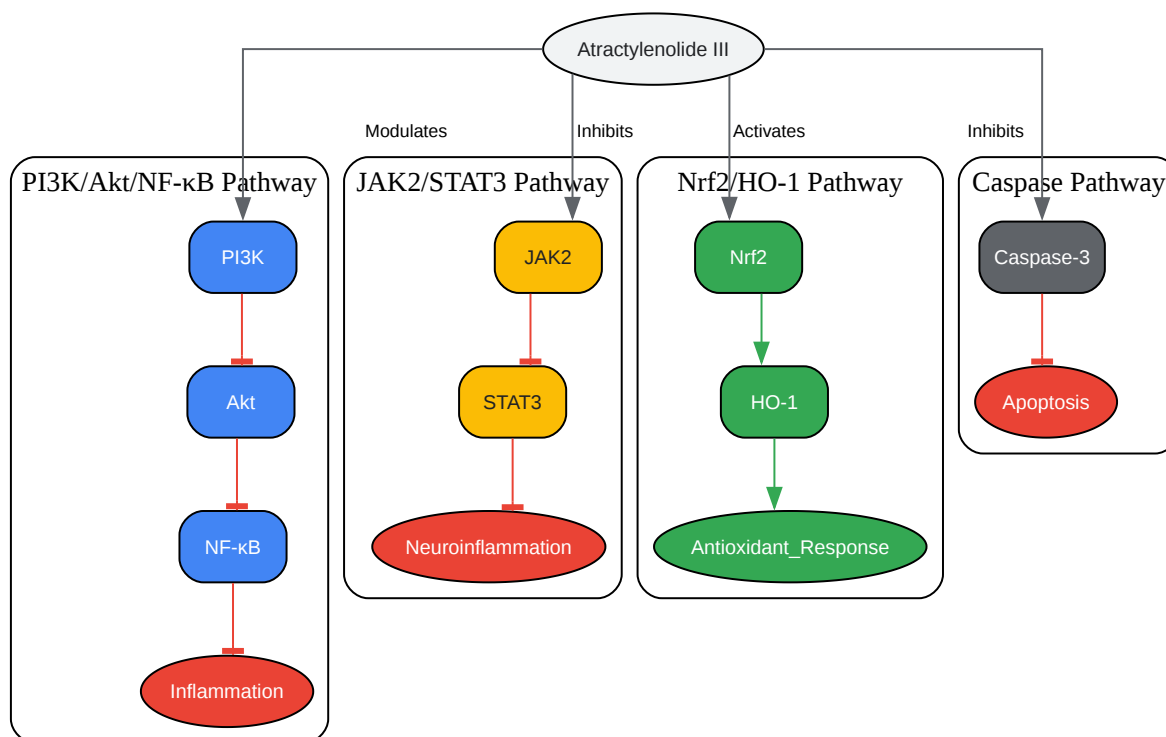 Atractylenolide III
Modulates
Inhibits
Activates
Inhibits
PI3K/Akt/NF-κB Pathway
JAK2/STAT3 Pathway
Nrf2/HO-1 Pathway
Caspase Pathway
PI3K
JAK2
Nrf2
Caspase-3
Akt
STAT3
HO-1
Apoptosis
NF-κB
Neuroinflammation
Antioxidant_Response
Inflammation